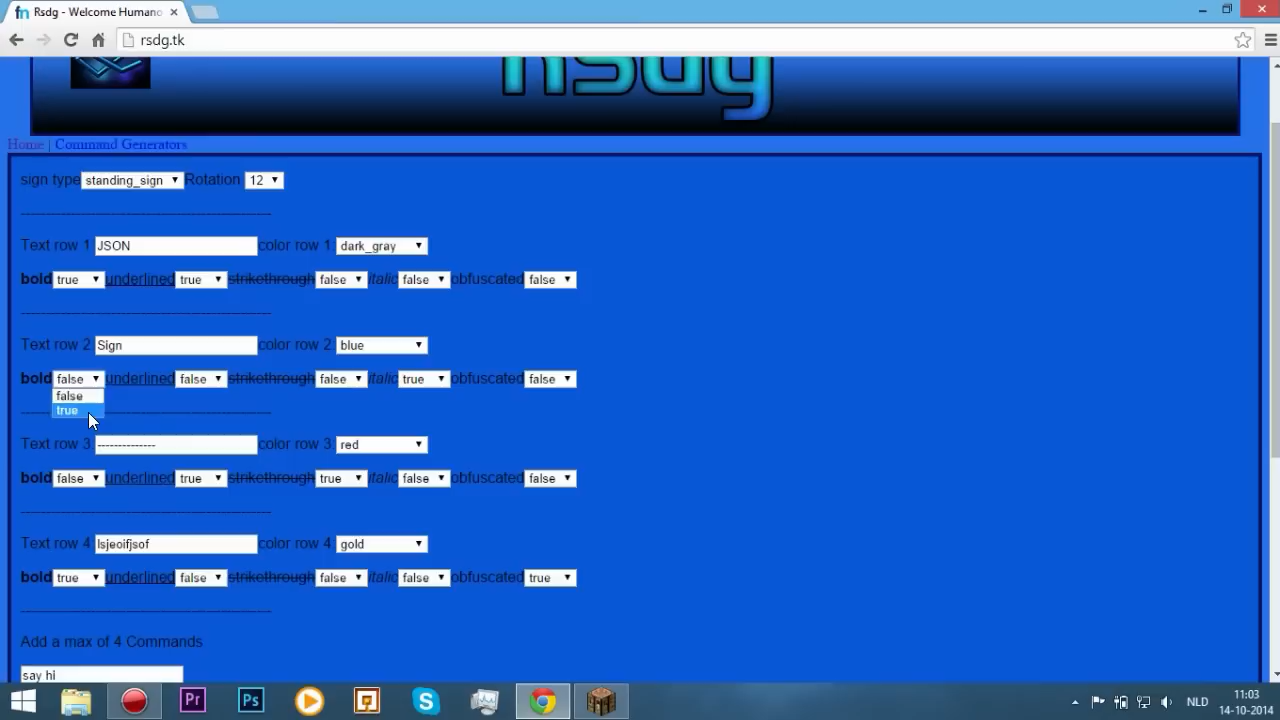 Rsdg - Welcome Humano
rsdg.tk
rsdg
Home | Command Generators
sign type standing_sign Rotation 12
----------------------------------------------
Text row 1. JSON color row 1. dark_gray
bold true underlined true strikethrough false italic false obfuscated false
----------------------------------------------
Text row 2. Sign color row 2. blue
bold false underlined false strikethrough false italic true obfuscated false
false
true
----------------------------------------------
Text row 3. -------------- color row 3. red
bold false underlined true strikethrough true italic false obfuscated false
----------------------------------------------
Text row 4. lsjeoifjsof color row 4. gold
bold true underlined false strikethrough false italic false obfuscated true
----------------------------------------------
Add a max of 4 Commands
say hi
Pr Ps NLD 11:03
14-10-2014